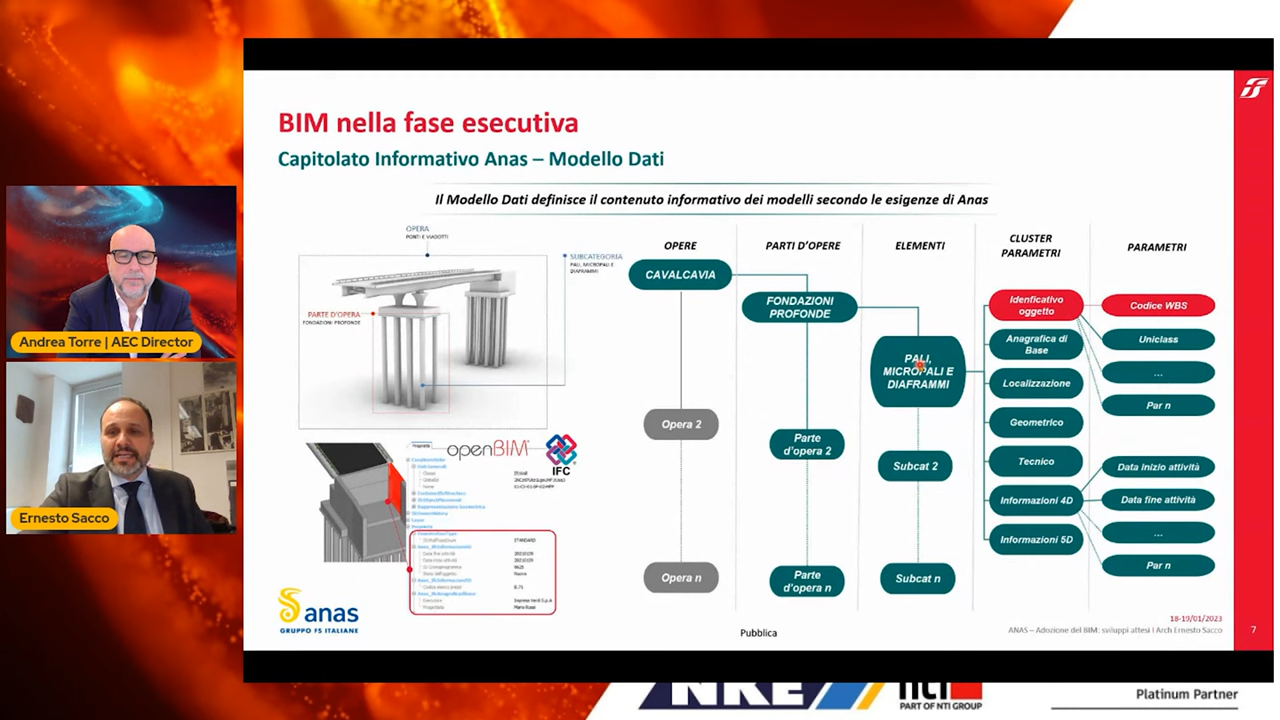 BIM nella fase esecutiva
Capitolato Informativo Anas – Modello Dati
Il Modello Dati definisce il contenuto informativo dei modelli secondo le esigenze di Anas
OPERA
PONTI E VIADOTTI
SUBCATEGORIA
PALI, MICROPALI E
DIAFRAMMI
PARTE D'OPERA
FONDAZIONI PROFONDE
OPERE
PARTI D'OPERE
ELEMENTI
CLUSTER
PARAMETRI
PARAMETRI
CAVALCAVIA
Opera 2
Opera n
FONDAZIONI
PROFONDE
Parte
d'opera 2
Parte
d'opera n
PALI,
MICROPALI E
DIAFRAMMI
Subcat 2
Subcat n
Idenficativo
oggetto
Anagrafica di
Base
Localizzazione
Geometrico
Tecnico
Informazioni 4D
Informazioni 5D
Codice WBS
Uniclass
...
Par n
Data inizio attività
Data fine attività
...
Par n
openBIM
IFC
STANDARD
Andrea Torre | AEC Director
Ernesto Sacco
anas
GRUPPO FS ITALIANE
Pubblica
18-19/01/2023
ANAS – Adozione del BIM: sviluppi attesi I Arch Ernesto Sacco
7
nti
PART OF NTI GROUP
Platinum Partner